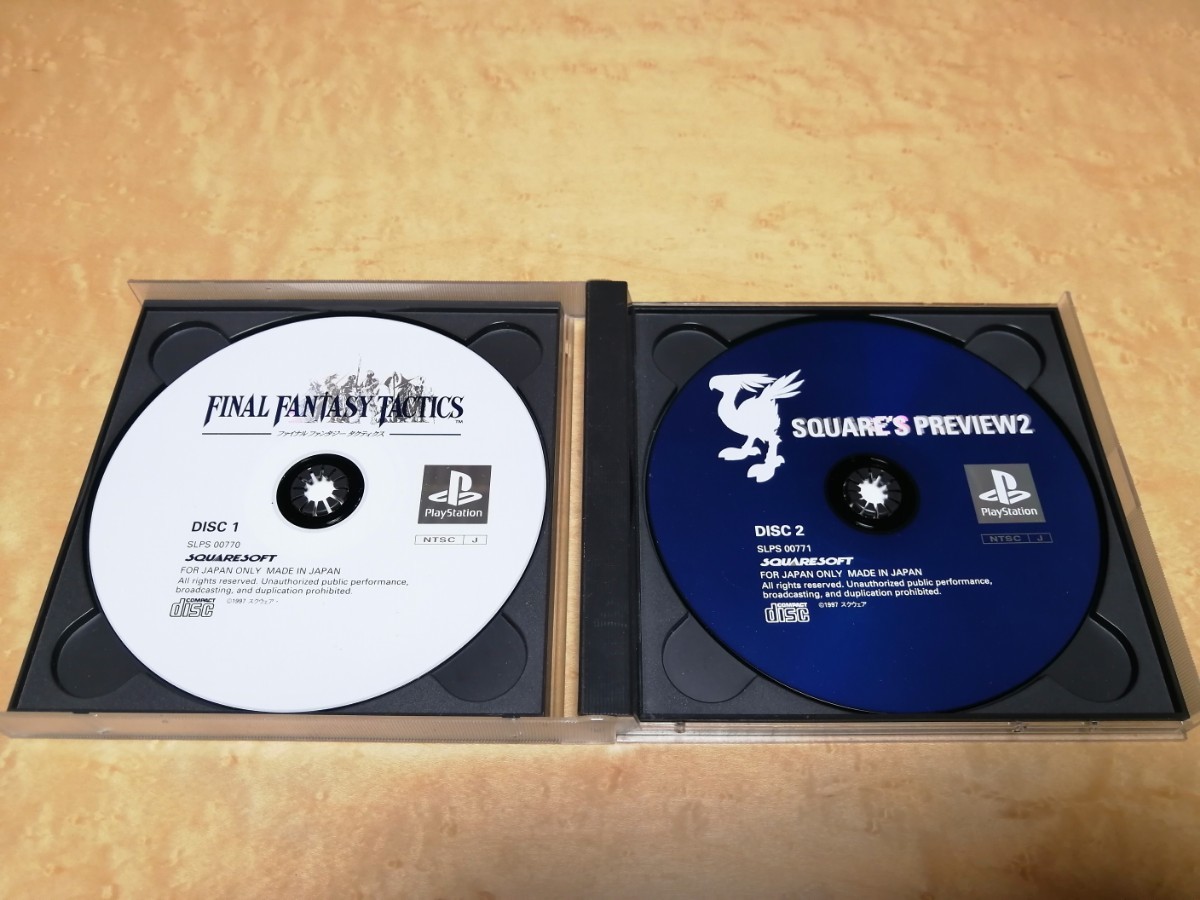 FINAL FANTASY TACTICS™
ファイナルファンタジー タクティクス
PlayStation
NTSC J
DISC 1
SLPS 00770
SQUARESOFT
FOR JAPAN ONLY MADE IN JAPAN
All rights reserved. Unauthorized public performance,
broadcasting, and duplication prohibited.
COMPACT
disc
©1997 スクウェア
SQUARE'S PREVIEW2
PlayStation
NTSC J
DISC 2
SLPS 00771
SQUARESOFT
FOR JAPAN ONLY MADE IN JAPAN
All rights reserved. Unauthorized public performance,
broadcasting, and duplication prohibited.
COMPACT
disc
©1997 スクウェア